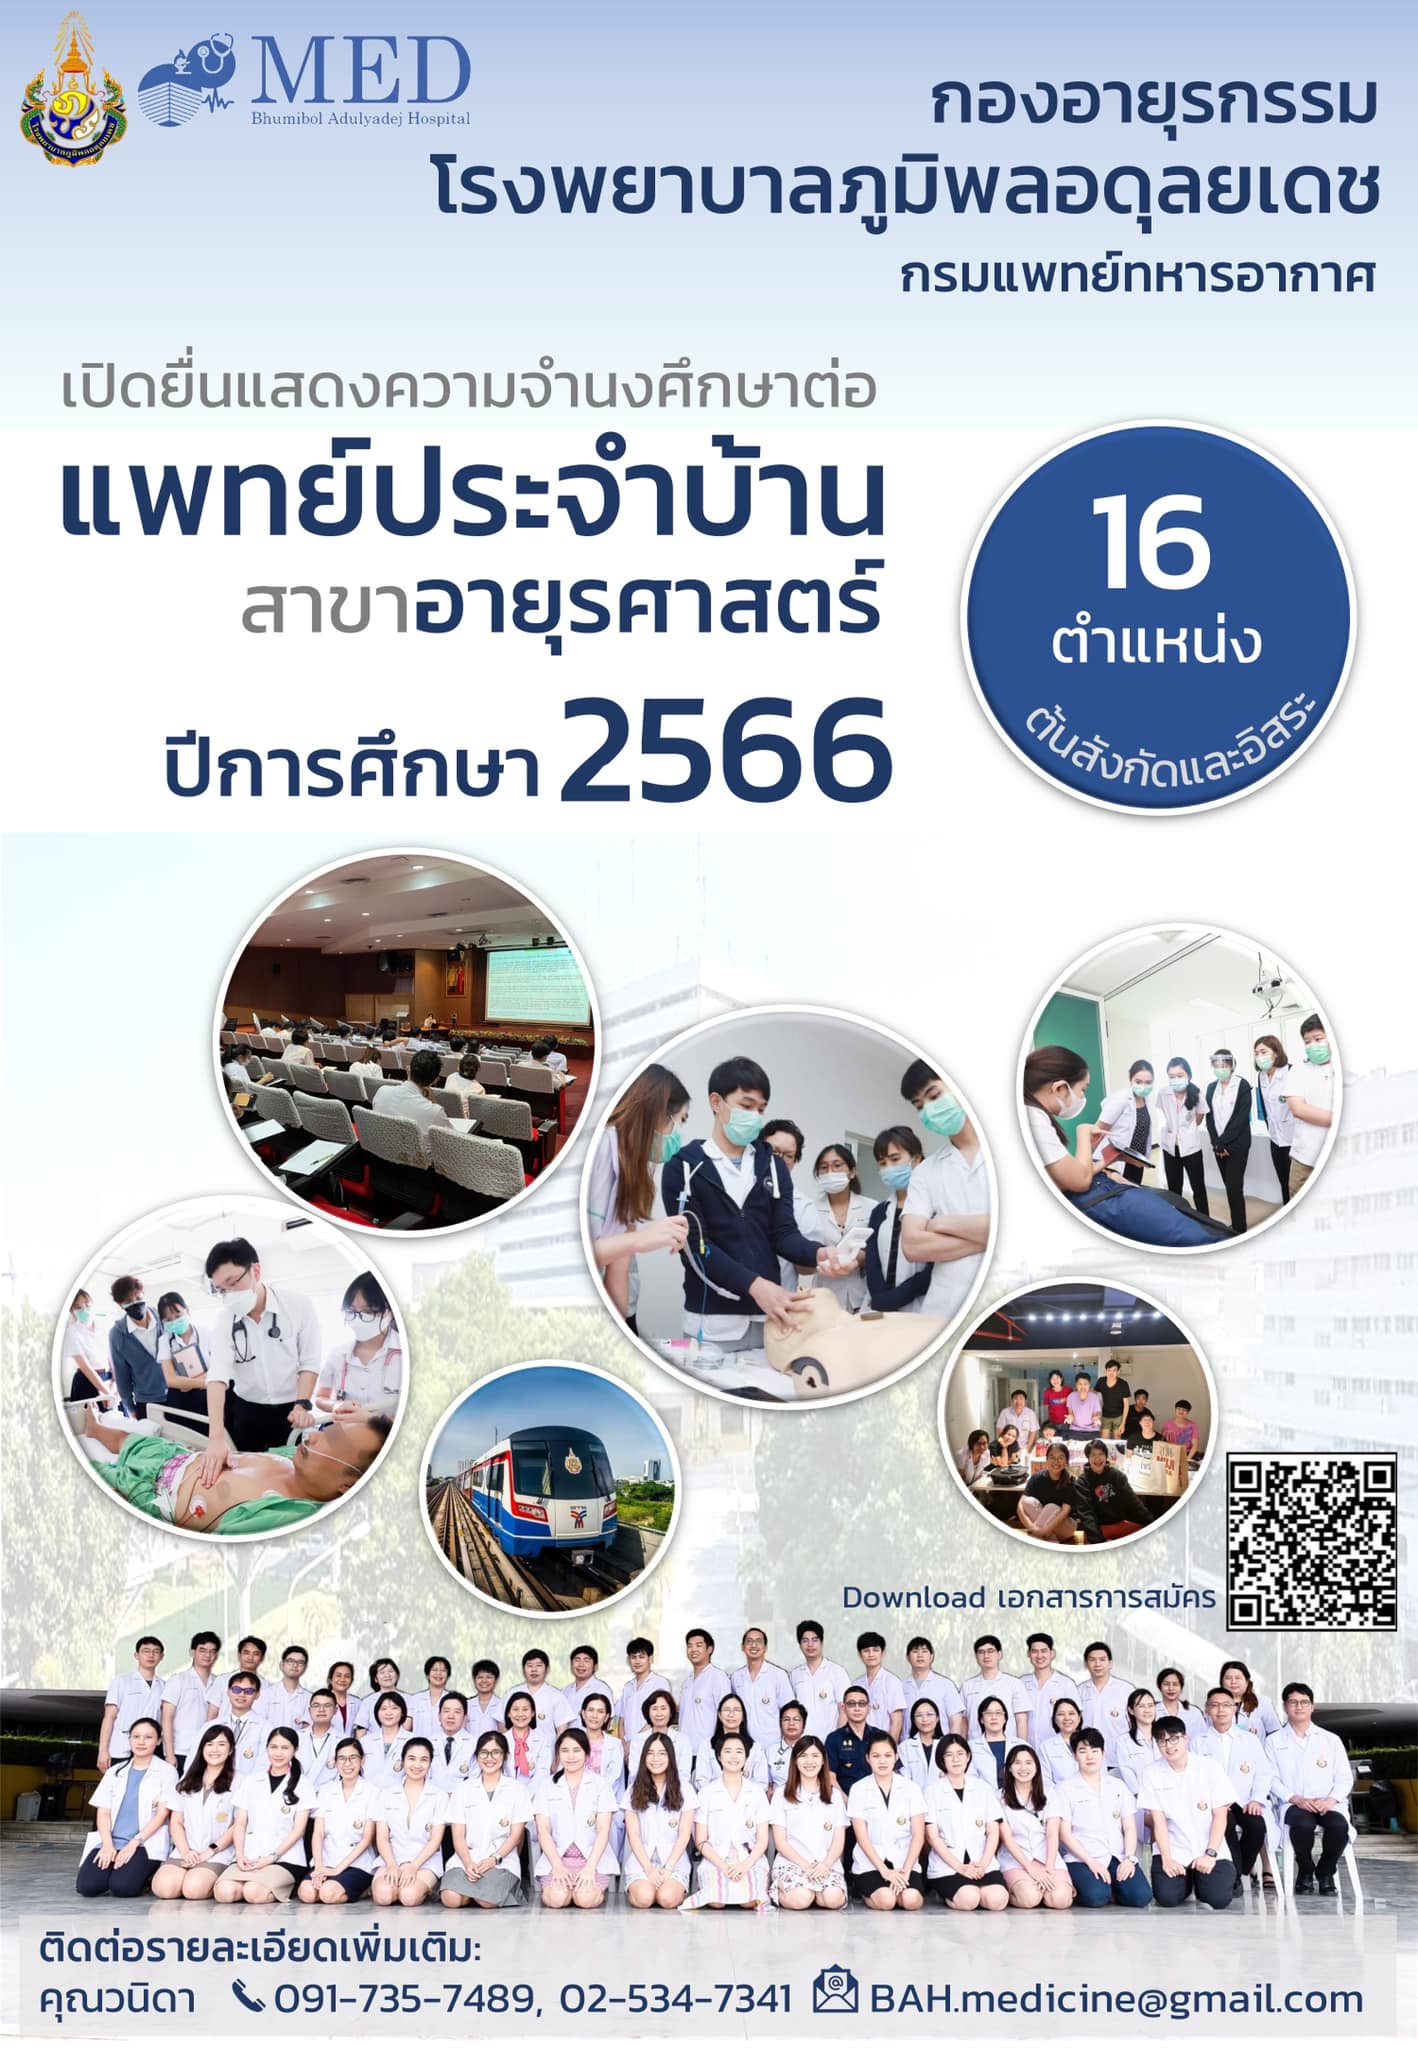 MED
Bhumibol Adulyadej Hospital
กองอายุรกรรม
โรงพยาบาลภูมิพลอดุลยเดช
กรมแพทย์ทหารอากาศ
เปิดยื่นแสดงความจำนงศึกษาต่อ
แพทย์ประจำบ้าน
สาขาอายุรศาสตร์
ปีการศึกษา 2566
16
ตำแหน่ง
ต้นสังกัดและอิสระ
Download เอกสารการสมัคร
ติดต่อรายละเอียดเพิ่มเติม:
คุณวนิดา 091-735-7489, 02-534-7341 BAH.medicine@gmail.com